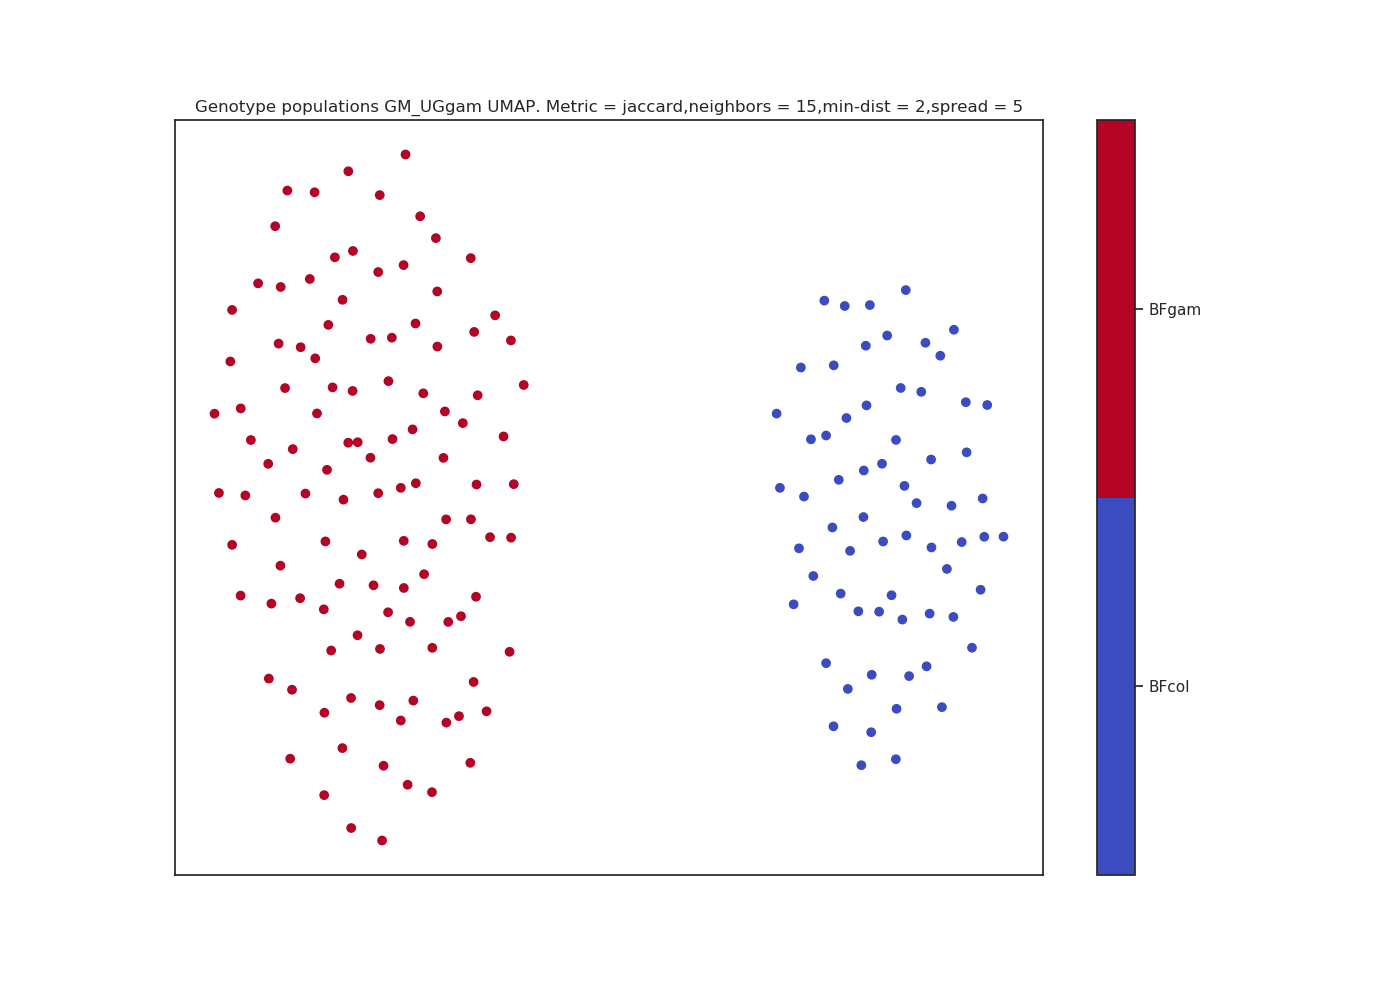 Genotype populations GM_UGgam UMAP. Metric = jaccard,neighbors = 15,min-dist = 2,spread = 5
BFgam
BFcol